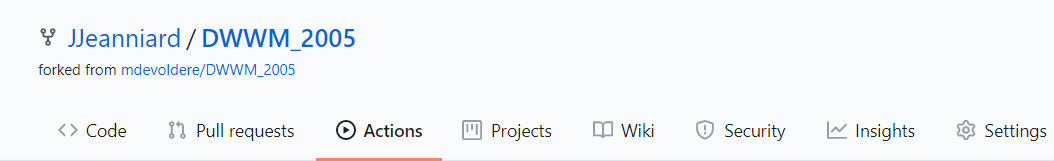 JJeanniard / DWWM_2005
forked from mdevoldere/DWWM_2005
Code Pull requests Actions Projects Wiki Security Insights Settings